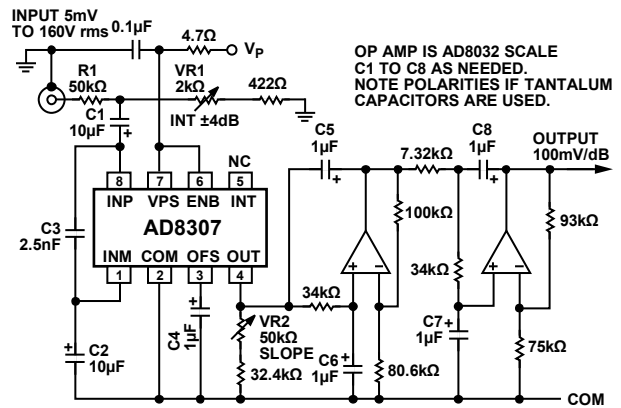 INPUT 5mV
TO 160V rms
0.1µF
4.7Ω
VP
R1
50kΩ
VR1
2kΩ
422Ω
INT ±4dB
C1
10µF
OP AMP IS AD8032 SCALE
C1 TO C8 AS NEEDED.
NOTE POLARITIES IF TANTALUM
CAPACITORS ARE USED.
NC
8
7
6
5
INP
VPS
ENB
INT
AD8307
INM
COM
OFS
OUT
1
2
3
4
C3
2.5nF
C2
10µF
C4
1µF
VR2
50kΩ
SLOPE
32.4kΩ
34kΩ
C5
1µF
C6
1µF
100kΩ
80.6kΩ
7.32kΩ
34kΩ
C8
1µF
C7
1µF
OUTPUT
100mV/dB
93kΩ
75kΩ
COM